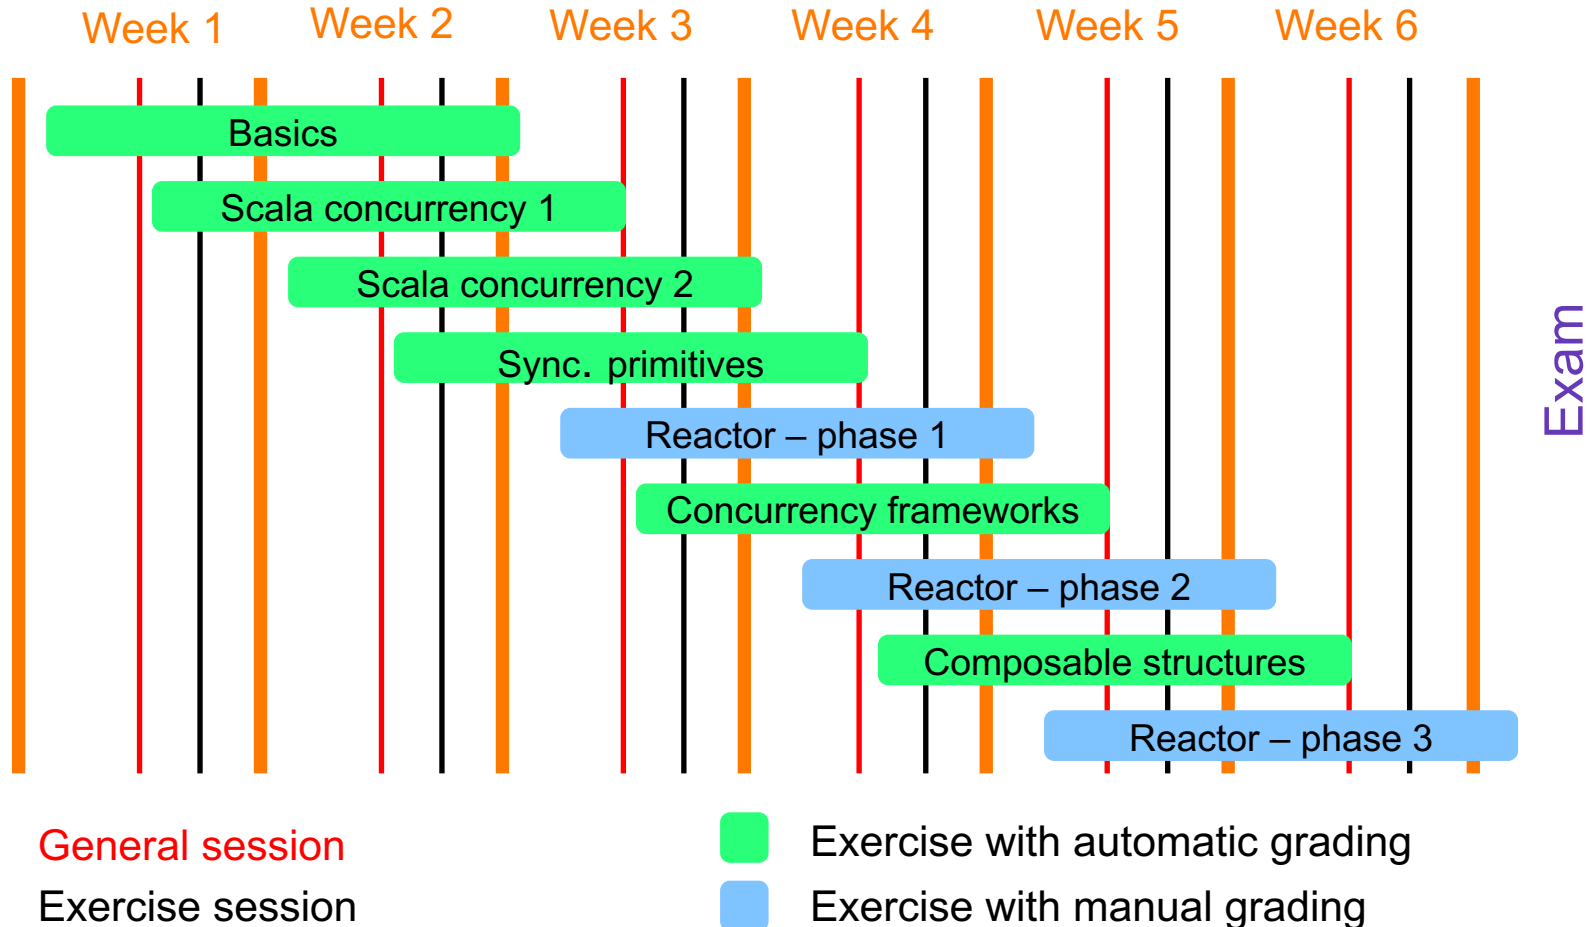 Week 1
Week 2
Week 3
Week 4
Week 5
Week 6
Basics
Scala concurrency 1
Scala concurrency 2
Sync. primitives
Reactor – phase 1
Concurrency frameworks
Reactor – phase 2
Composable structures
Reactor – phase 3
Exam
General session
Exercise session
Exercise with automatic grading
Exercise with manual grading